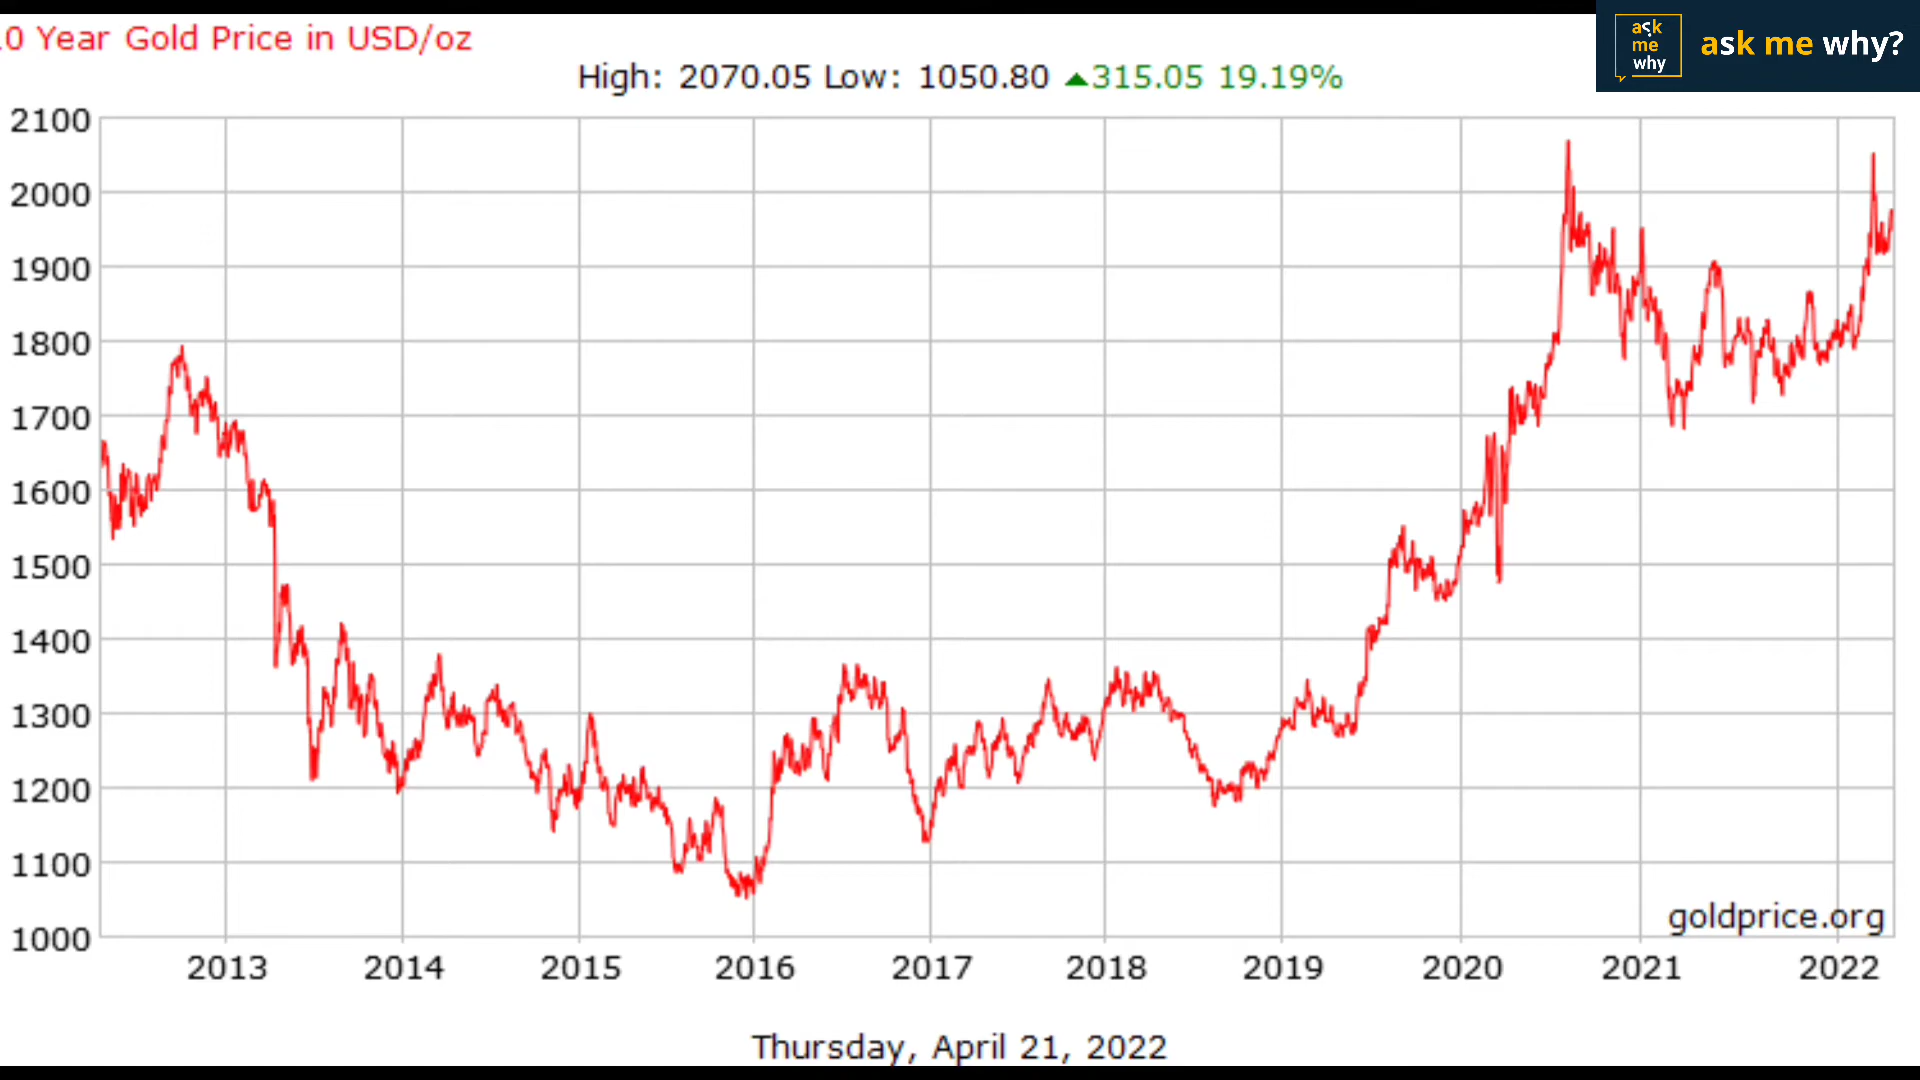 .0 Year Gold Price in USD/oz
ask
me
why
ask me why?
High: 2070.05 Low: 1050.80 ▲315.05 19.19%
2100
2000
1900
1800
1700
1600
1500
1400
1300
1200
1100
1000
goldprice.org
2013 2014 2015 2016 2017 2018 2019 2020 2021 2022
Thursday, April 21, 2022